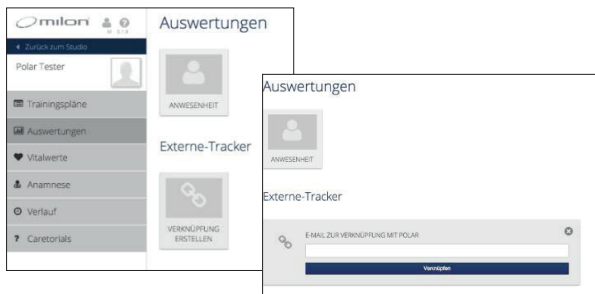 milon
Auswertungen
Zurück zum Studio
Polar Tester
Trainingspläne
Auswertungen
Vitalwerte
Anamnese
Verlauf
? Caretorials
ANWESENHEIT
Externe-Tracker
VERKNÜPFUNG
ERSTELLEN
Auswertungen
ANWESENHEIT
Externe-Tracker
E-MAIL ZUR VERKNÜPFUNG MIT POLAR
Verknüpfen